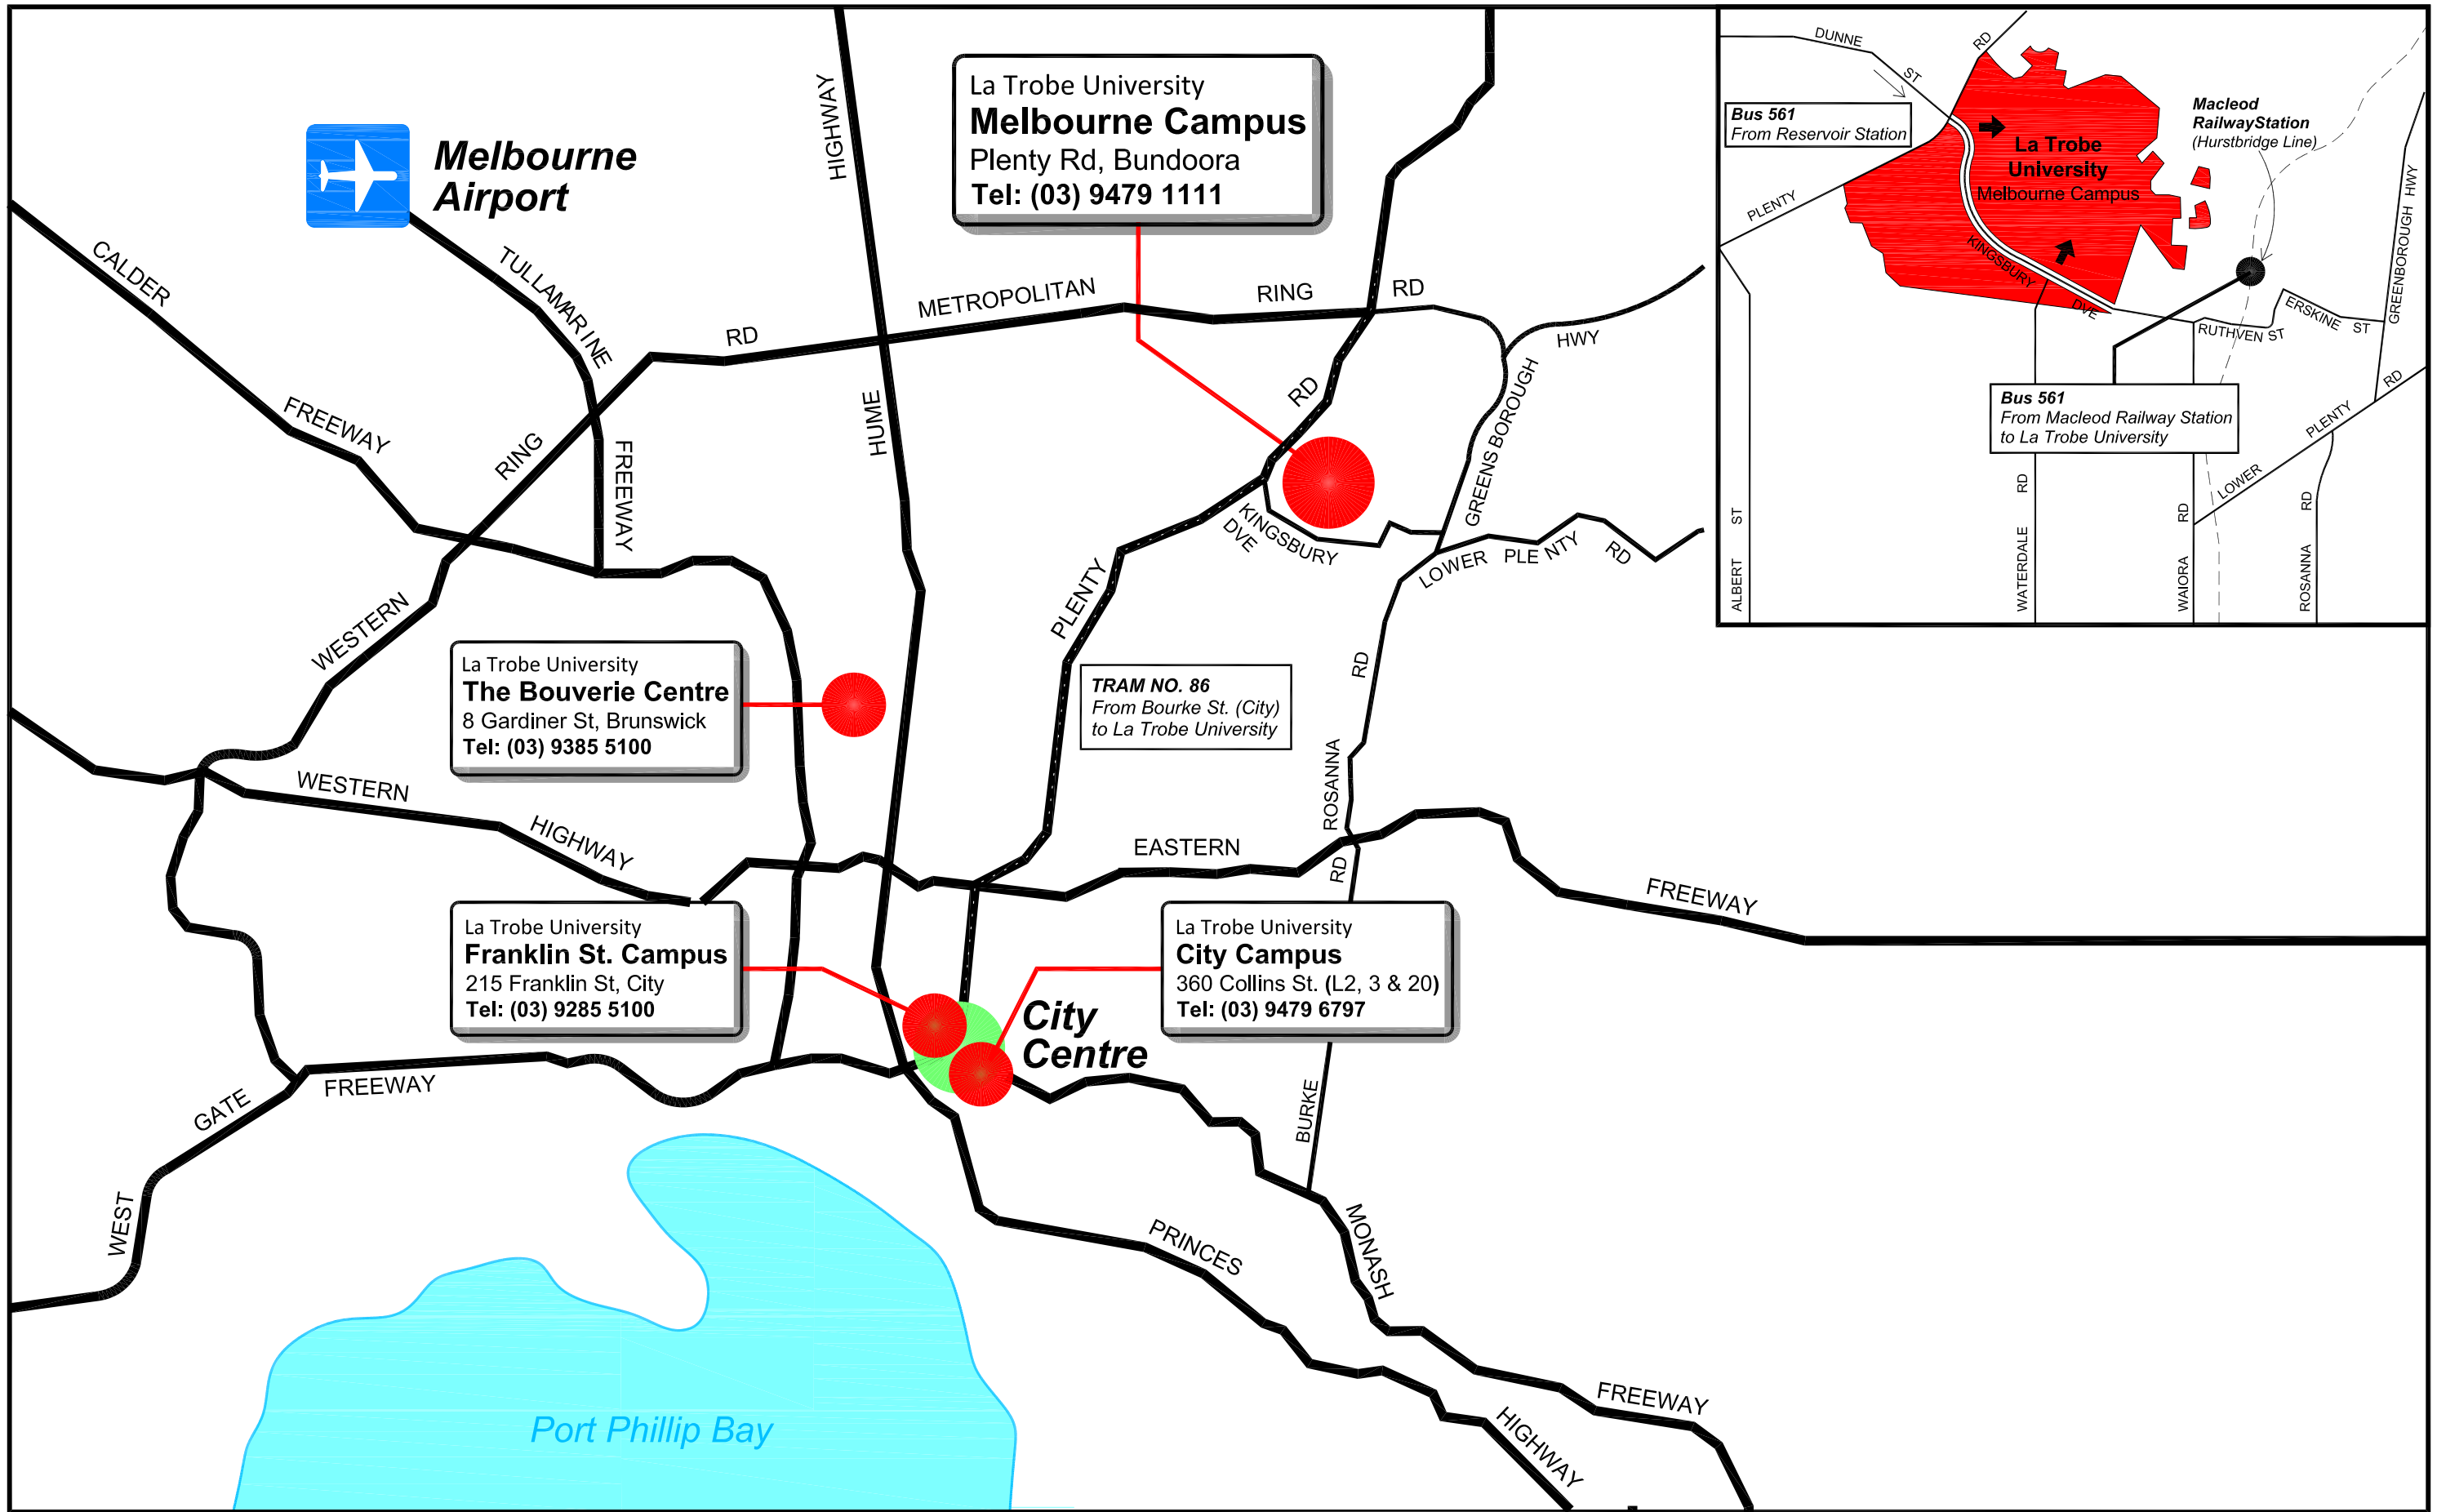 La Trobe University
Melbourne Campus
Plenty Rd, Bundoora
Tel: (03) 9479 1111
Melbourne
Airport
HIGHWAY
HUME
CALDER
FREEWAY
TULLAMARINE
FREEWAY
WESTERN
RING
RD
METROPOLITAN
RING
RD
HWY
GREENSBOROUGH
RD
PLENTY
KINGSBURY
DVE
LOWER PLENTY RD
RD
ROSANNA
La Trobe University
The Bouverie Centre
8 Gardiner St, Brunswick
Tel: (03) 9385 5100
TRAM NO. 86
From Bourke St. (City)
to La Trobe University
WESTERN
HIGHWAY
EASTERN
FREEWAY
RD
BURKE
La Trobe University
Franklin St. Campus
215 Franklin St, City
Tel: (03) 9285 5100
La Trobe University
City Campus
360 Collins St. (L2, 3 & 20)
Tel: (03) 9479 6797
City
Centre
WEST
GATE
FREEWAY
PRINCES
HIGHWAY
MONASH
FREEWAY
Port Phillip Bay
DUNNE
ST
RD
PLENTY
Bus 561
From Reservoir Station
La Trobe
University
Melbourne Campus
Macleod
RailwayStation
(Hurstbridge Line)
KINGSBURY
DVE
GREENBOROUGH HWY
RUTHVEN ST
ERSKINE ST
Bus 561
From Macleod Railway Station
to La Trobe University
LOWER
PLENTY
RD
ALBERT ST
WATERDALE RD
WAIORA RD
ROSANNA RD